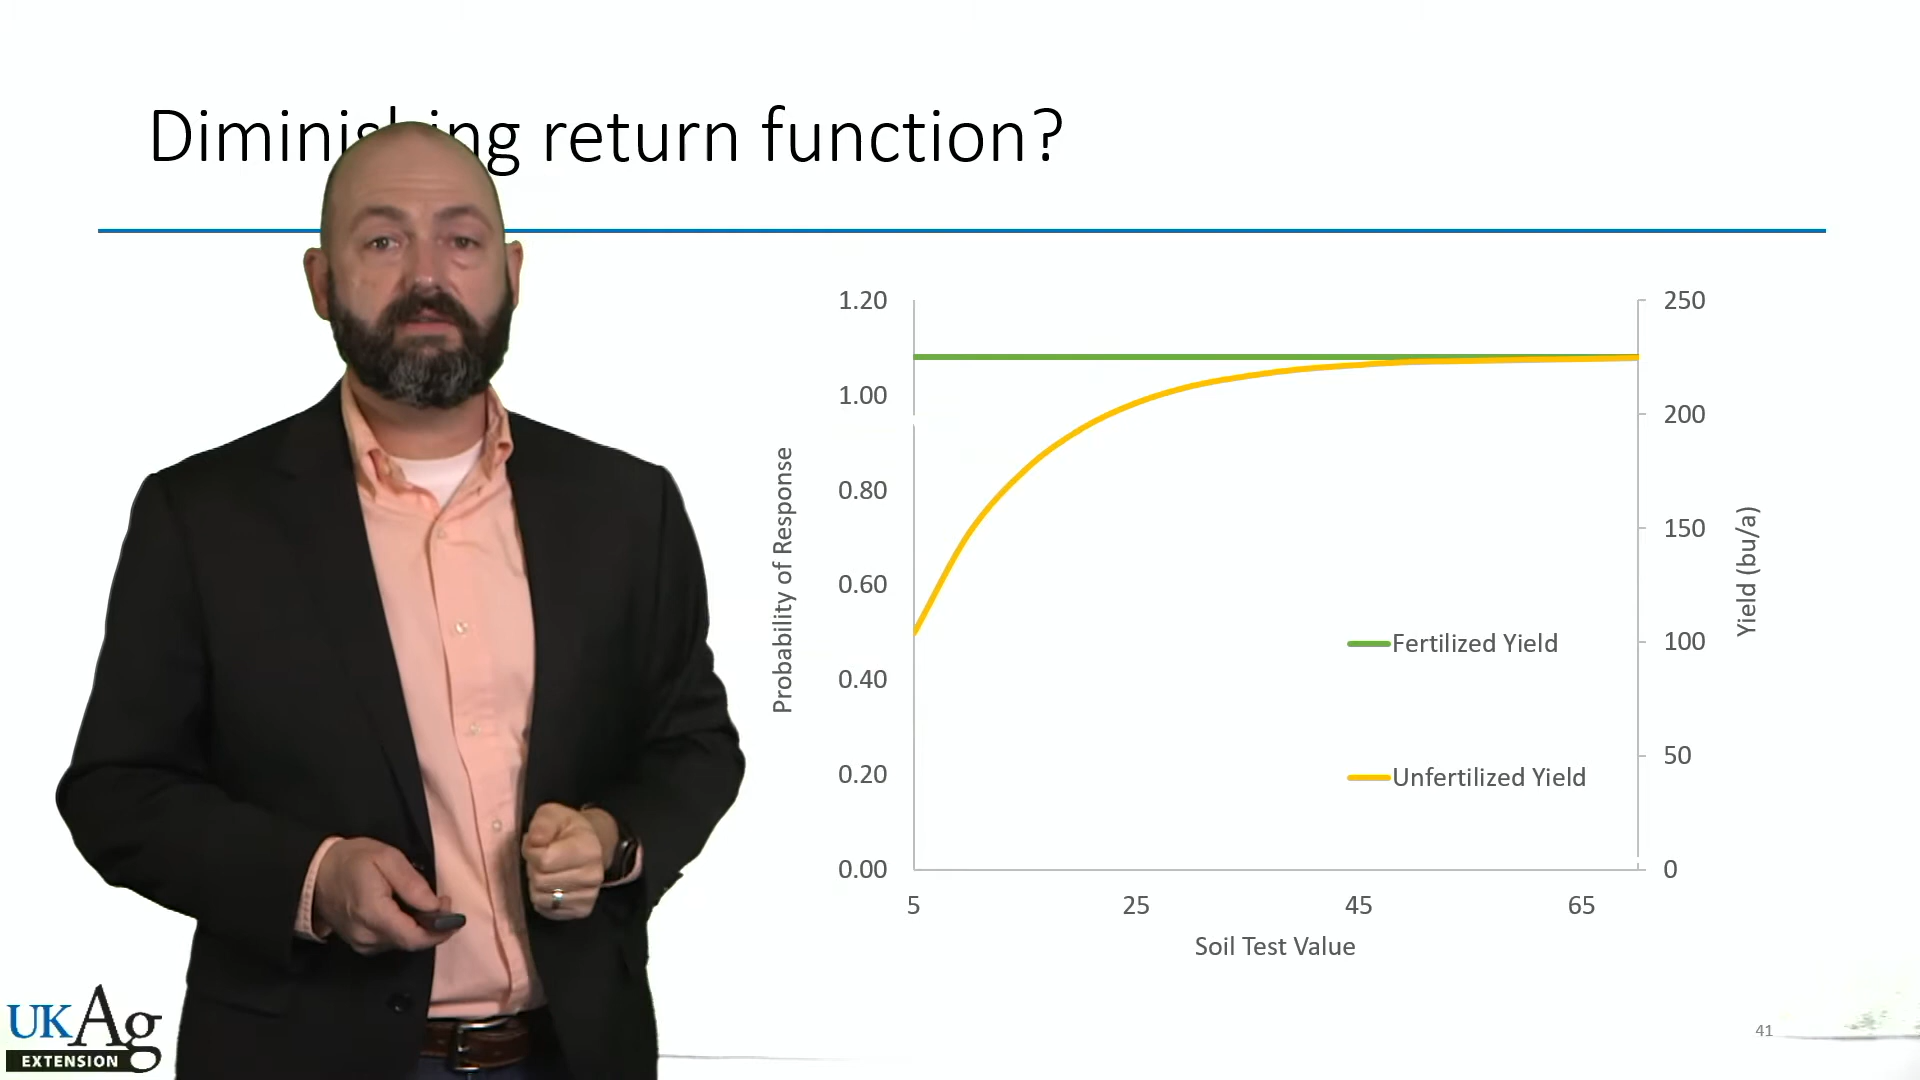 Diminishing return function?
1.20
1.00
0.80
0.60
0.40
0.20
0.00
Probability of Response
250
200
150
100
50
0
Yield (bu/a)
Fertilized Yield
Unfertilized Yield
5 25 45 65
Soil Test Value
41
UKAg
EXTENSION